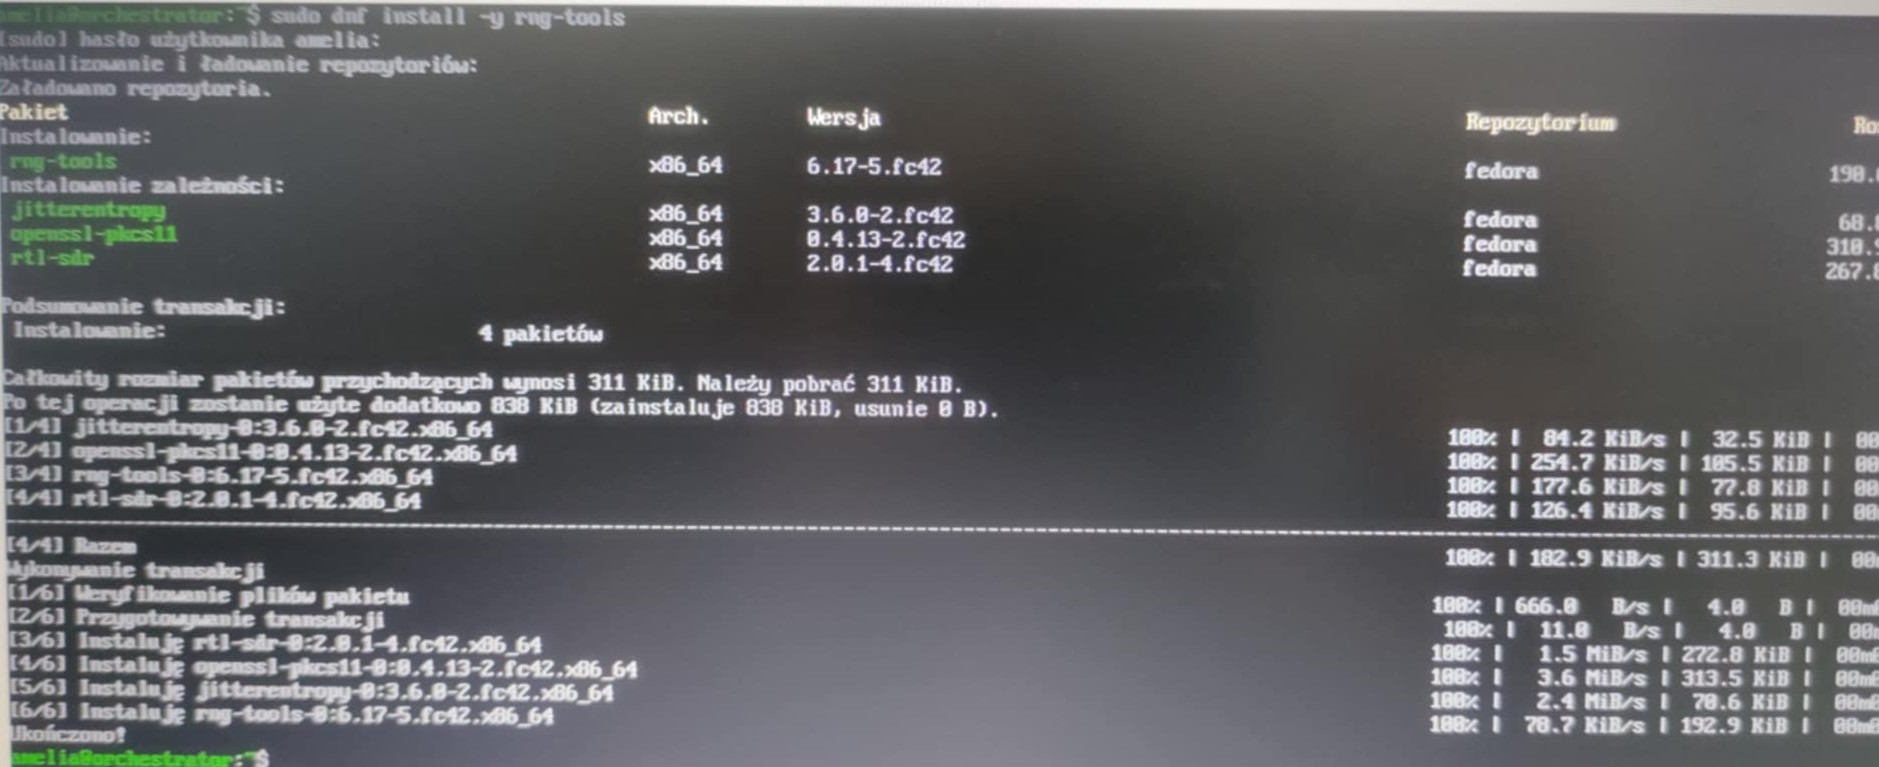 amelia@orchestrator:~$ sudo dnf install -y rng-tools
[sudo] hasło użytkownika amelia:
Aktualizowanie i ładowanie repozytoriów:
Załadowano repozytoria.
Pakiet Arch. Wersja Repozytorium Ro
Instalowanie:
rng-tools x86_64 6.17-5.fc42 fedora 190.
Instalowanie zależności:
jitterentropy x86_64 3.6.0-2.fc42 fedora 68.
openssl-pkcs11 x86_64 0.4.13-2.fc42 fedora 310.
rtl-sdr x86_64 2.0.1-4.fc42 fedora 267.8
Podsumowanie transakcji:
Instalowanie: 4 pakietów
Całkowity rozmiar pakietów przychodzących wynosi 311 KiB. Należy pobrać 311 KiB.
Po tej operacji zostanie użyte dodatkowo 838 KiB (zainstaluje 838 KiB, usunie 0 B).
[1/4] jitterentropy-0:3.6.0-2.fc42.x86_64 100% | 84.2 KiB/s | 32.5 KiB | 00
[2/4] openssl-pkcs11-0:0.4.13-2.fc42.x86_64 100% | 254.7 KiB/s | 105.5 KiB | 00
[3/4] rng-tools-0:6.17-5.fc42.x86_64 100% | 177.6 KiB/s | 77.8 KiB | 00
[4/4] rtl-sdr-0:2.0.1-4.fc42.x86_64 100% | 126.4 KiB/s | 95.6 KiB | 00
[4/4] Razem 100% | 182.9 KiB/s | 311.3 KiB | 00m
Wykonywanie transakcji
[1/6] Weryfikowanie plików pakietu 100% | 666.0 B/s | 4.0 B | 00m
[2/6] Przygotowywanie transakcji 100% | 11.0 B/s | 4.0 B | 00m
[3/6] Instaluję rtl-sdr-0:2.0.1-4.fc42.x86_64 100% | 1.5 MiB/s | 272.8 KiB | 00m
[4/6] Instaluję openssl-pkcs11-0:0.4.13-2.fc42.x86_64 100% | 3.6 MiB/s | 313.5 KiB | 00m
[5/6] Instaluję jitterentropy-0:3.6.0-2.fc42.x86_64 100% | 2.4 MiB/s | 70.6 KiB | 00m
[6/6] Instaluję rng-tools-0:6.17-5.fc42.x86_64 100% | 78.7 KiB/s | 192.9 KiB | 00m
Ukończono!
amelia@orchestrator:~$